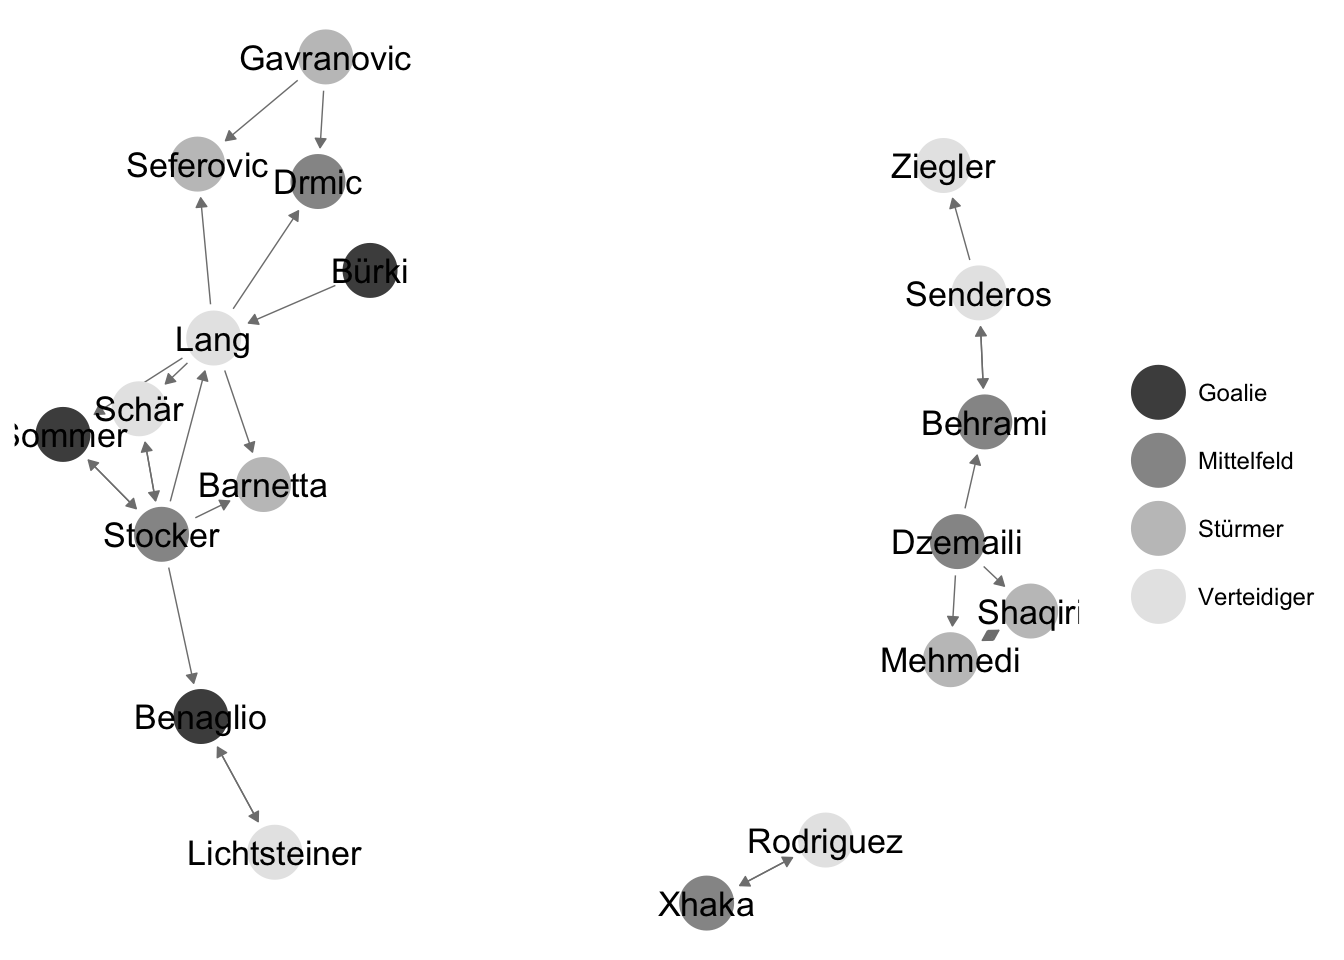 Gavranovic
Seferovic
Drmic
Bürki
Lang
Schär
Sommer
Barnetta
Stocker
Benaglio
Lichtsteiner
Ziegler
Senderos
Behrami
Dzemaili
Shaqiri
Mehmedi
Rodriguez
Xhaka
Goalie
Mittelfeld
Stürmer
Verteidiger